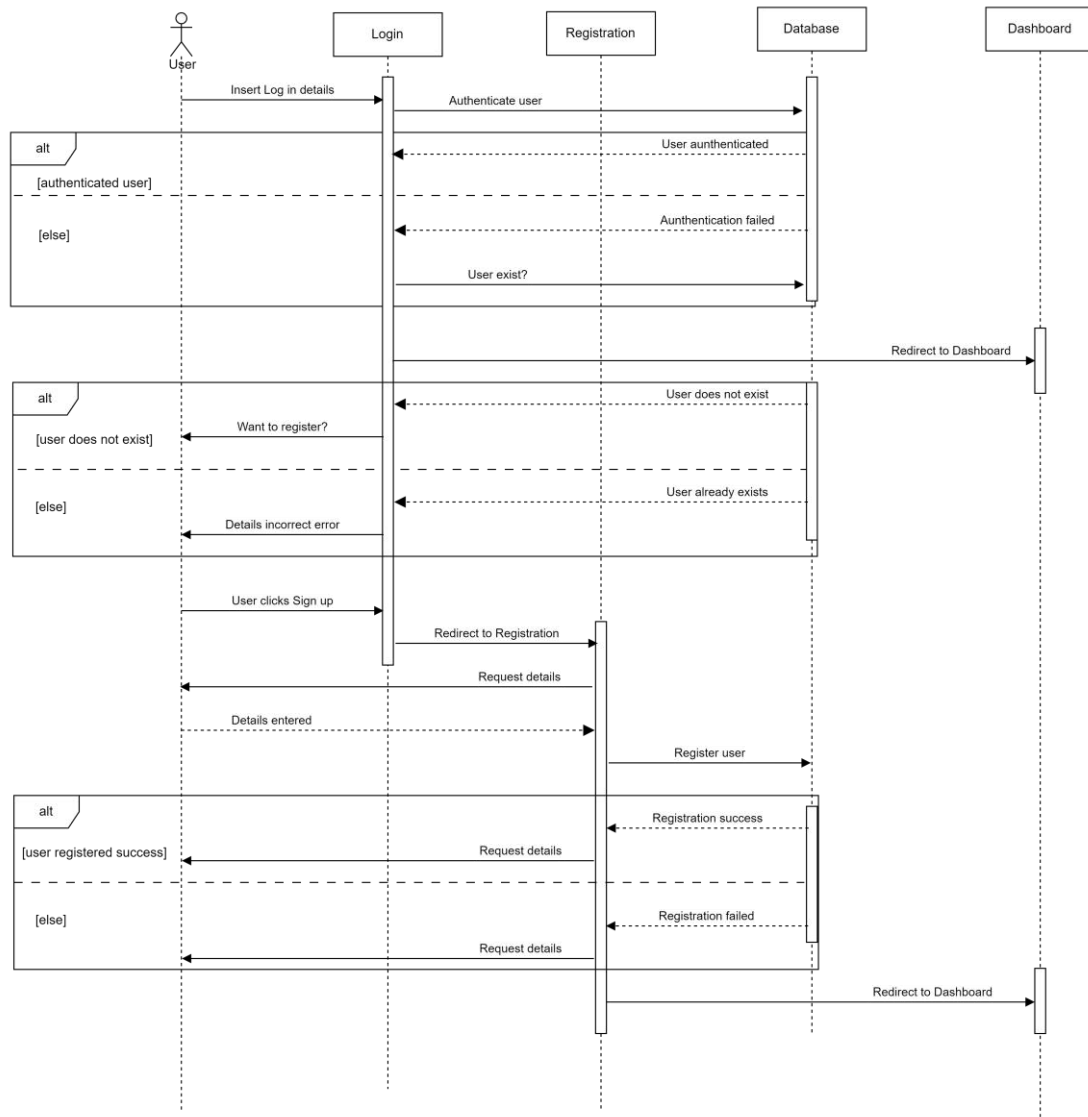 Login
Registration
Database
Dashboard
User
Insert Log in details
Authenticate user
alt
User aunthenticated
[authenticated user]
Aunthentication failed
[else]
User exist?
Redirect to Dashboard
alt
User does not exist
Want to register?
[user does not exist]
User already exists
[else]
Details incorrect error
User clicks Sign up
Redirect to Registration
Request details
Details entered
Register user
alt
Registration success
[user registered success]
Request details
Registration failed
[else]
Request details
Redirect to Dashboard